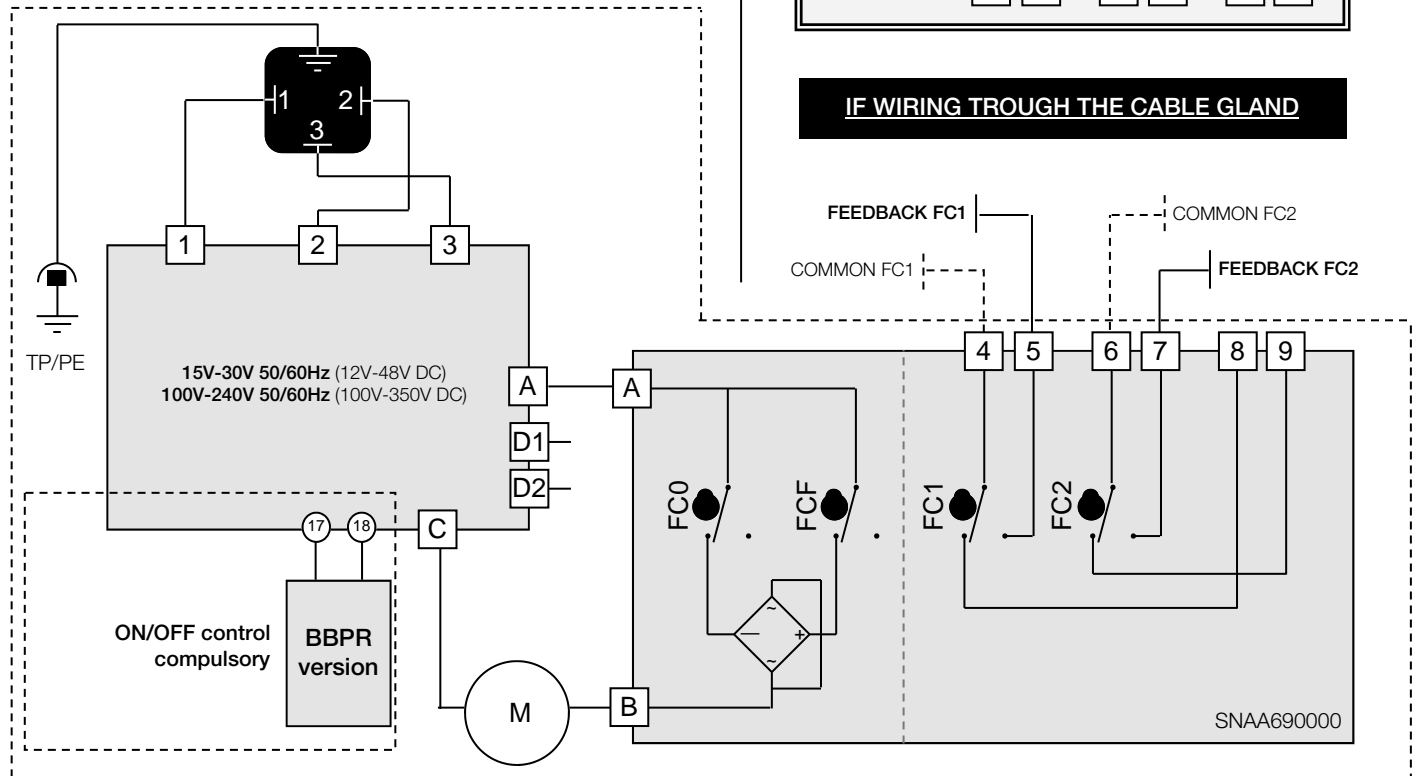 IF WIRING TROUGH THE CABLE GLAND
1 2
3
FEEDBACK FC1
COMMON FC2
COMMON FC1
FEEDBACK FC2
1 2 3
TP/PE
15V-30V 50/60Hz (12V-48V DC)
100V-240V 50/60Hz (100V-350V DC)
4 5 6 7 8 9
A A
D1
D2
FC0 FCF FC1 FC2
17 18 C
~
— +
~
ON/OFF control
compulsory
BBPR
version
M B
SNAA690000